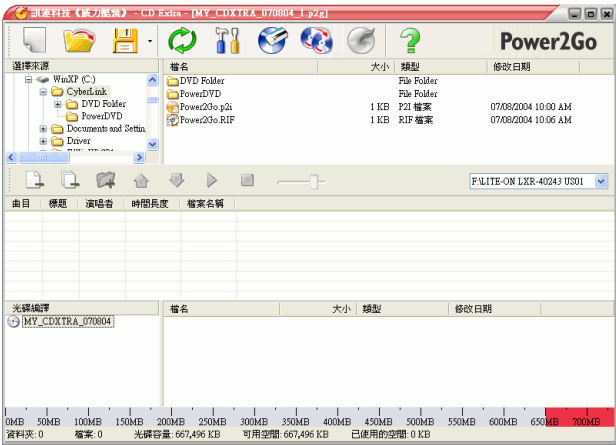 訊連科技《威力酷燒》 - CD Extra - [MY_CDXTRA_070804_1.p2g]
Power2Go
選擇來源
檔名 大小 類型 修改日期
WinXP (C:)
CyberLink
DVD Folder
PowerDVD
Documents and Settin
Driver
DVD Folder File Folder
PowerDVD File Folder
Power2Go.p2i 1 KB P2I 檔案 07/08/2004 10:00 AM
Power2Go.RIF 1 KB RIF 檔案 07/08/2004 10:06 AM
F:\LITE-ON LXR-40243 US01
曲目 標題 演唱者 時間長度 檔案名稱
光碟編譯
檔名 大小 類型 修改日期
MY_CDXTRA_070804
0MB 50MB 100MB 150MB 200MB 250MB 300MB 350MB 400MB 450MB 500MB 550MB 600MB 650MB 700MB
資料夾: 0 檔案: 0 光碟容量: 667,496 KB 可用空間: 667,496 KB 已使用的空間: 0 KB